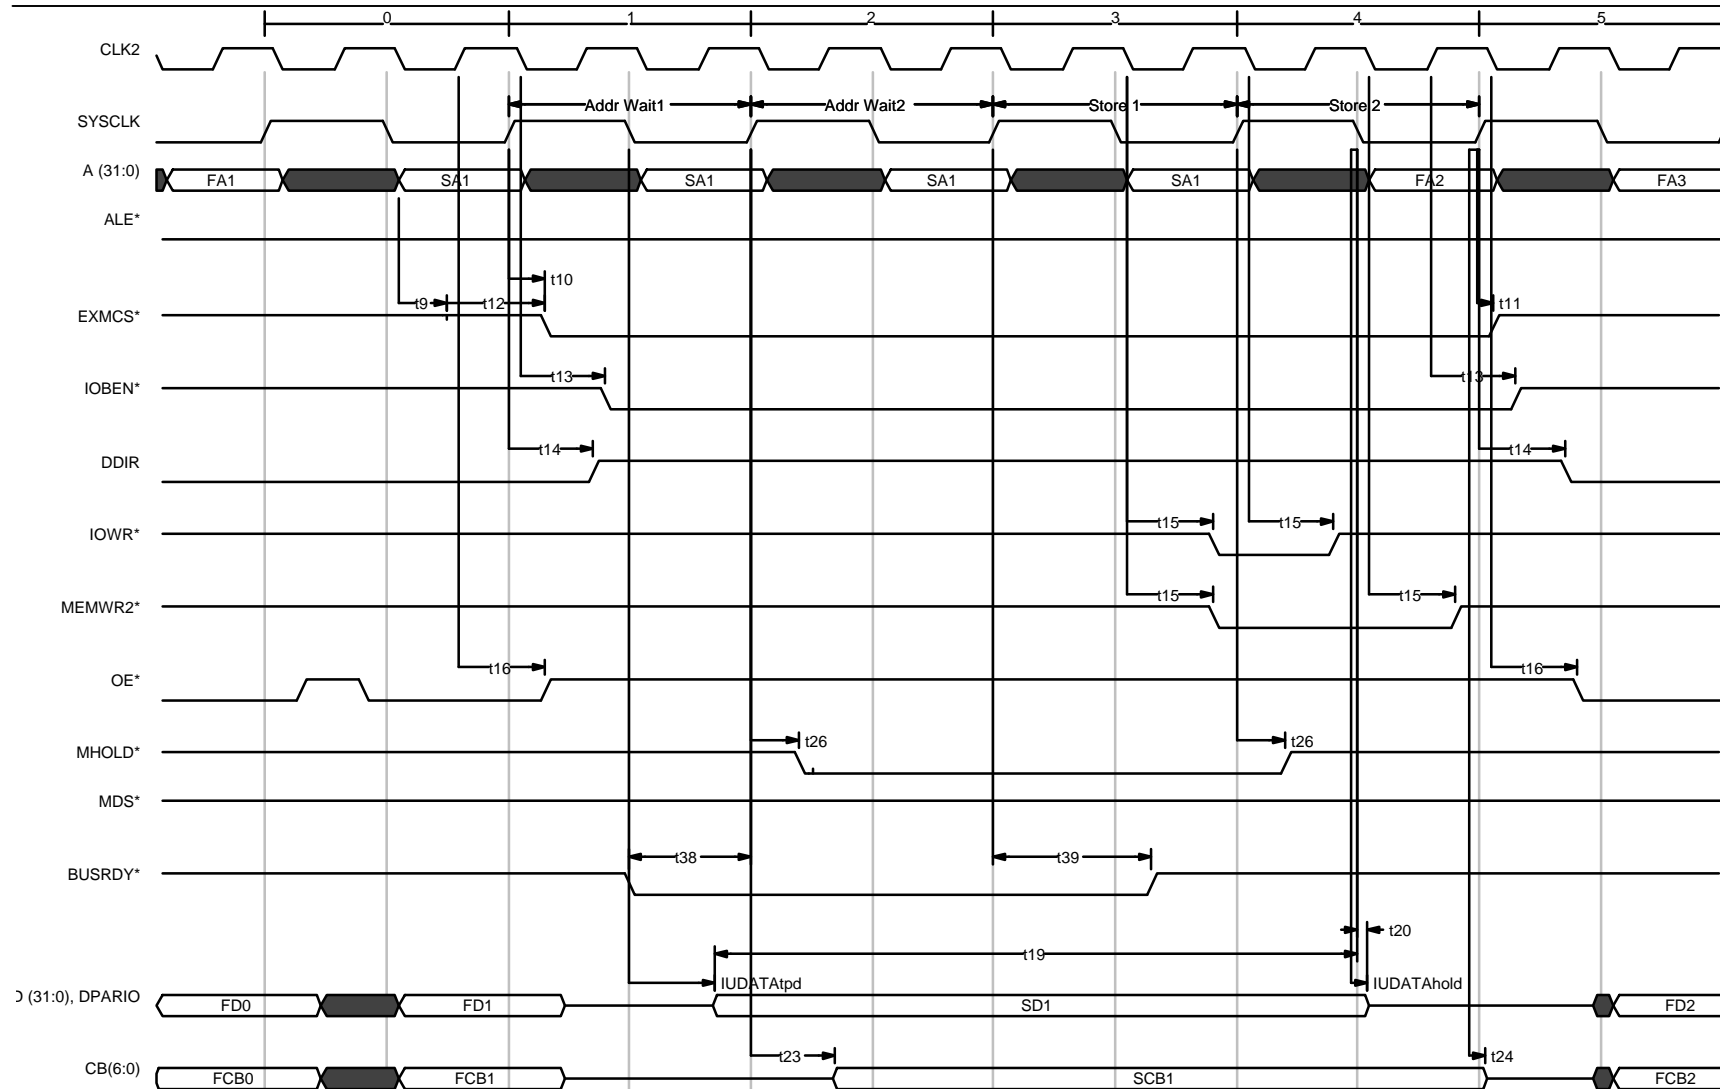 0 1 2 3 4 5
CLK2
Addr Wait1 Addr Wait2 Store 1 Store 2
SYSCLK
A (31:0) FA1 SA1 SA1 SA1 SA1 FA2 FA3
ALE*
t10
t9 t12 t11
EXMCS*
t13 t13
IOBEN*
t14 t14
DDIR
t15 t15
IOWR*
t15 t15
MEMWR2*
t16 t16
OE*
t26 t26
MHOLD*
MDS*
t38 t39
BUSRDY*
t20
t19
IUDATAtpd IUDATAhold
D (31:0), DPARIO FD0 FD1 SD1 FD2
t23 t24
CB(6:0) FCB0 FCB1 SCB1 FCB2